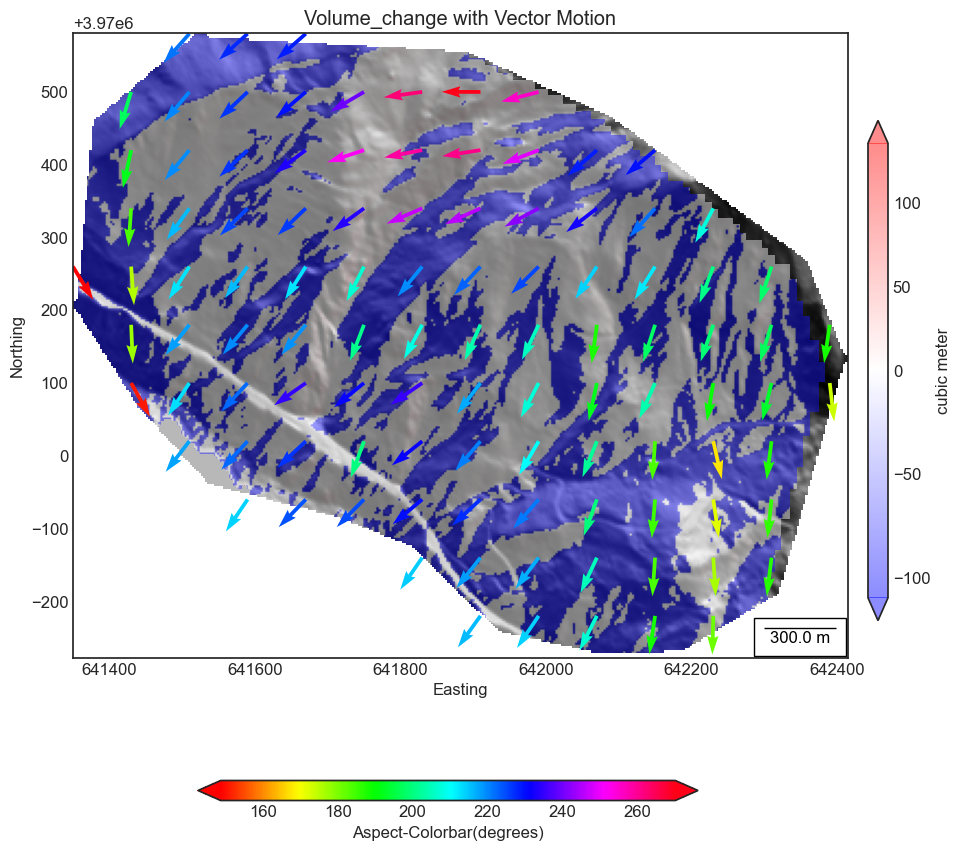 Volume_change with Vector Motion
+3.97e6
500
400
300
200
100
0
−100
−200
Northing
641400 641600 641800 642000 642200 642400
Easting
300.0 m
100
50
0
−50
−100
cubic meter
160 180 200 220 240 260
Aspect-Colorbar(degrees)